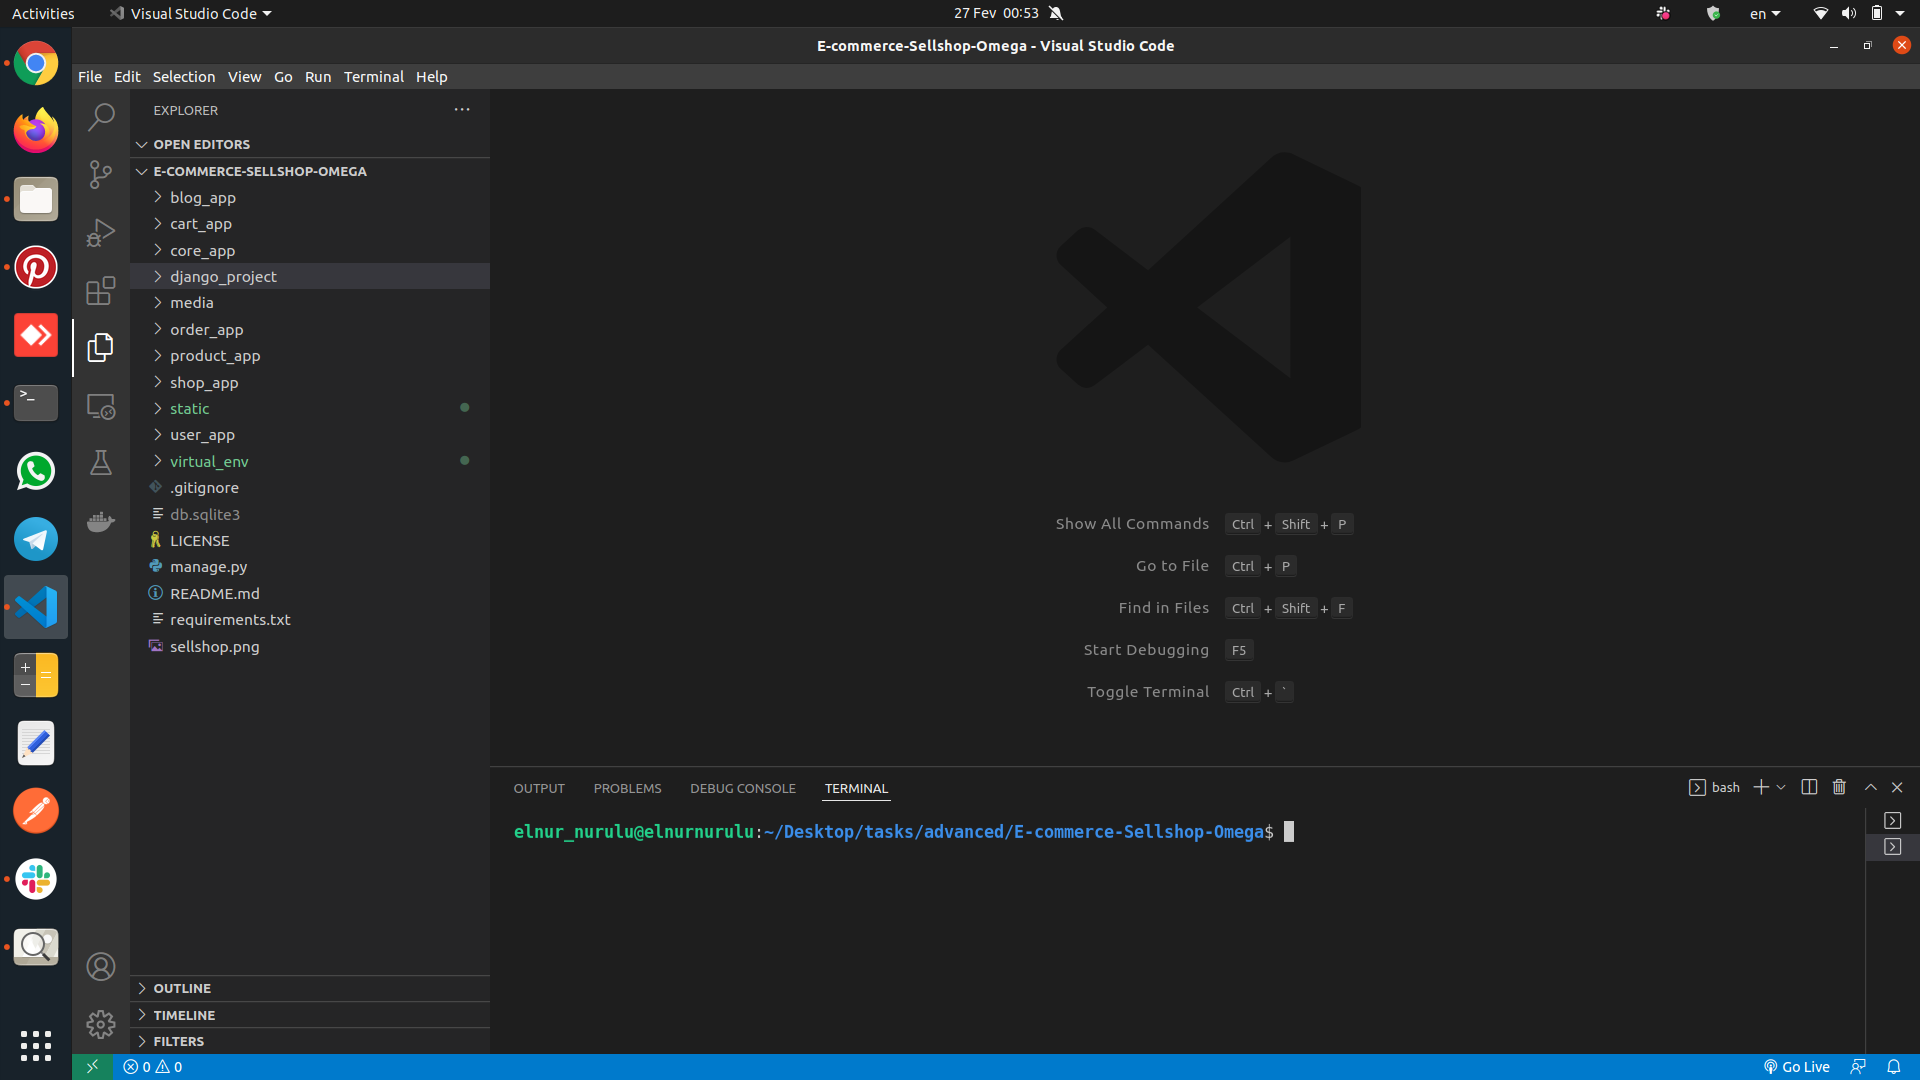 Activities
Visual Studio Code
27 Fev 00:53
en
E-commerce-Sellshop-Omega - Visual Studio Code
File Edit Selection View Go Run Terminal Help
EXPLORER
OPEN EDITORS
E-COMMERCE-SELLSHOP-OMEGA
blog_app
cart_app
core_app
django_project
media
order_app
product_app
shop_app
static
user_app
virtual_env
.gitignore
db.sqlite3
LICENSE
manage.py
README.md
requirements.txt
sellshop.png
OUTLINE
TIMELINE
FILTERS
Show All Commands Ctrl + Shift + P
Go to File Ctrl + P
Find in Files Ctrl + Shift + F
Start Debugging F5
Toggle Terminal Ctrl + `
OUTPUT PROBLEMS DEBUG CONSOLE TERMINAL
bash
elnur_nurulu@elnurnurulu:~/Desktop/tasks/advanced/E-commerce-Sellshop-Omega$
0 0
Go Live